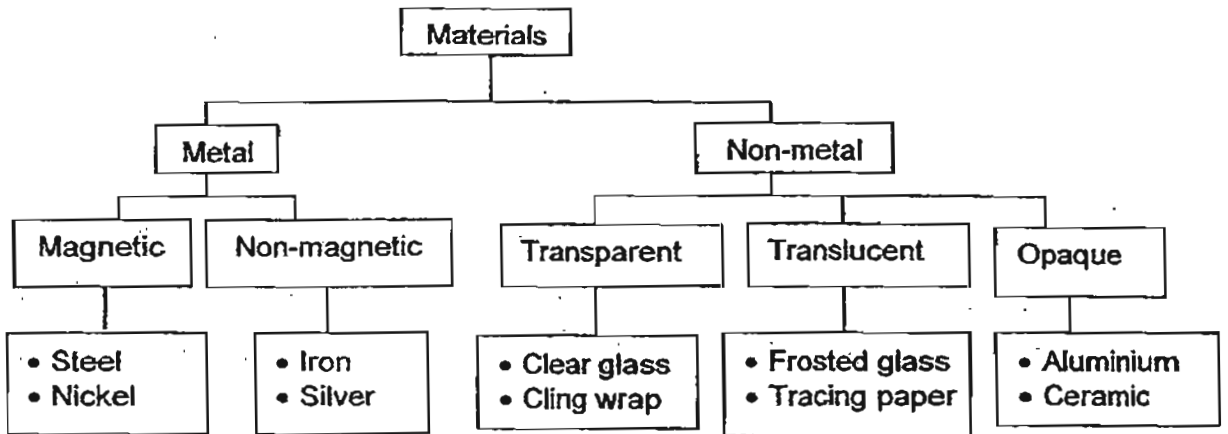 Materials
Metal
Non-metal
Magnetic
Non-magnetic
Transparent
Translucent
Opaque
• Steel
• Nickel
• Iron
• Silver
• Clear glass
• Cling wrap
• Frosted glass
• Tracing paper
• Aluminium
• Ceramic